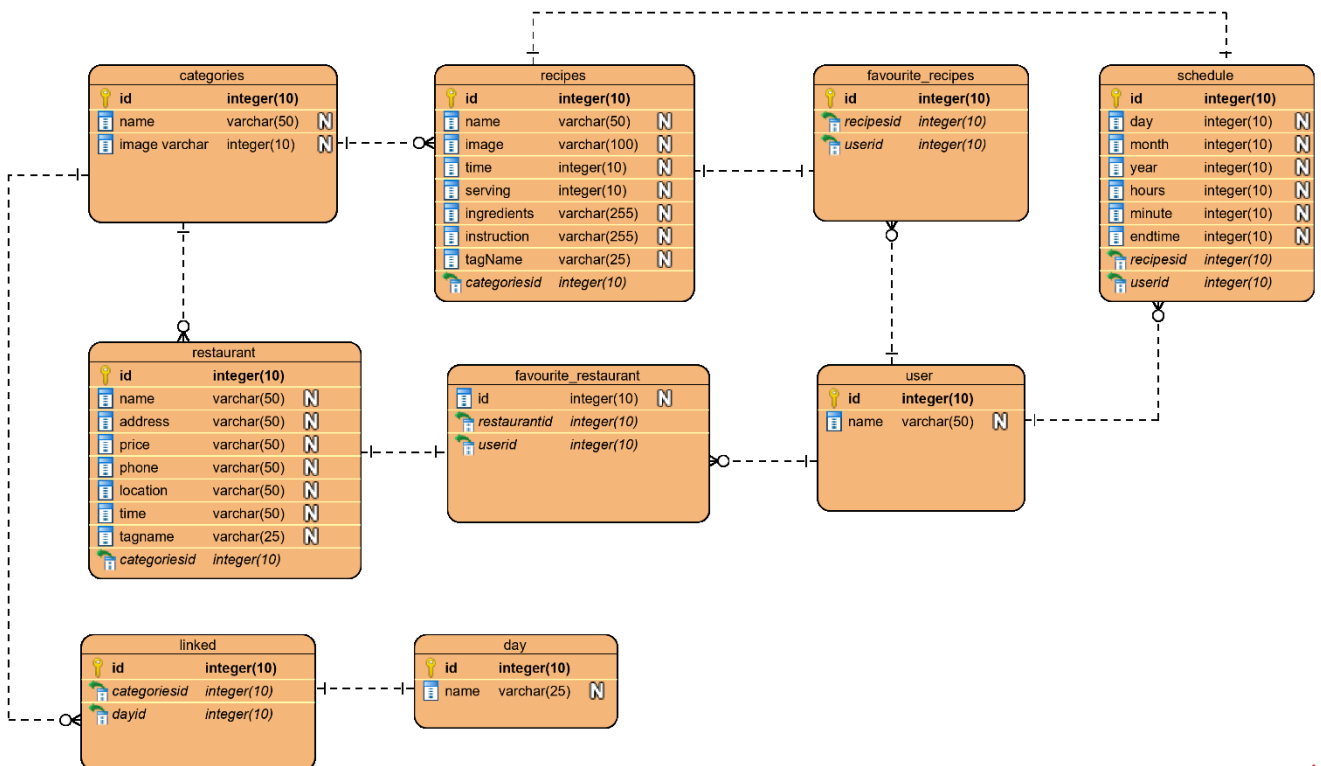 categories
id integer(10)
name varchar(50) N
image varchar integer(10) N
recipes
id integer(10)
name varchar(50) N
image varchar(100) N
time integer(10) N
serving integer(10) N
ingredients varchar(255) N
instruction varchar(255) N
tagName varchar(25) N
categoriesid integer(10)
favourite_recipes
id integer(10)
recipesid integer(10)
userid integer(10)
schedule
id integer(10)
day integer(10) N
month integer(10) N
year integer(10) N
hours integer(10) N
minute integer(10) N
endtime integer(10) N
recipesid integer(10)
userid integer(10)
restaurant
id integer(10)
name varchar(50) N
address varchar(50) N
price varchar(50) N
phone varchar(50) N
location varchar(50) N
time varchar(50) N
tagname varchar(25) N
categoriesid integer(10)
favourite_restaurant
id integer(10) N
restaurantid integer(10)
userid integer(10)
user
id integer(10)
name varchar(50) N
linked
id integer(10)
categoriesid integer(10)
dayid integer(10)
day
id integer(10)
name varchar(25) N